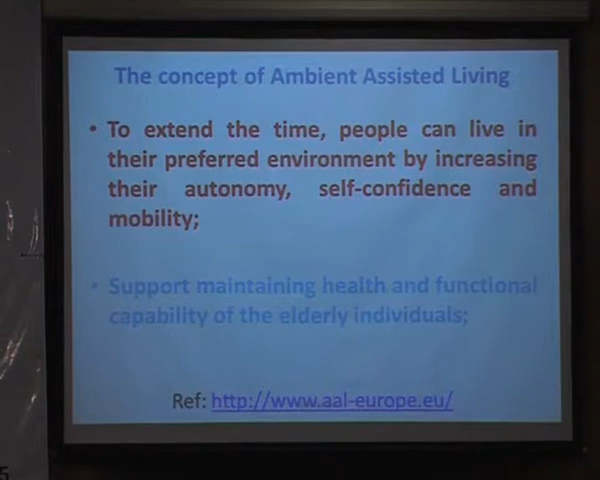 The concept of Ambient Assisted Living
• To extend the time, people can live in
their preferred environment by increasing
their autonomy, self-confidence and
mobility;
• Support maintaining health and functional
capability of the elderly individuals;
Ref: http://www.aal-europe.eu/